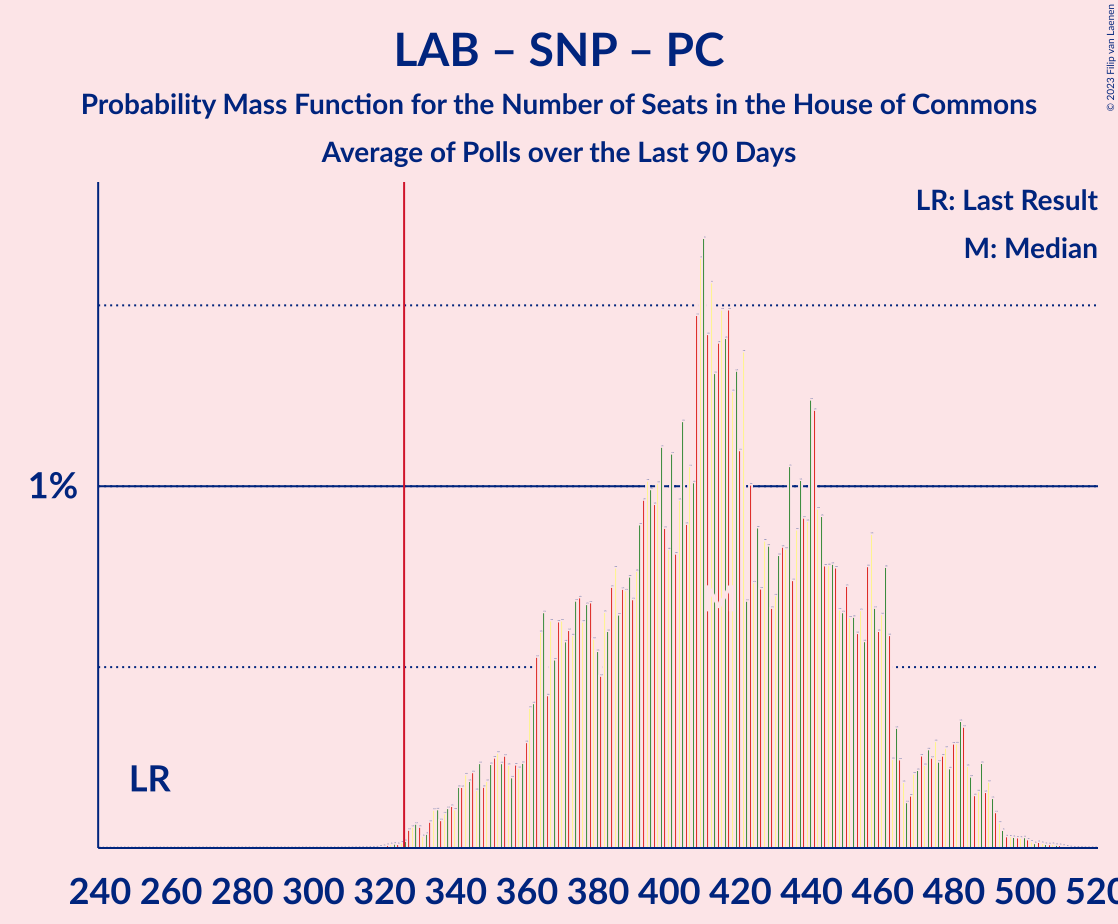 LAB – SNP – PC
Probability Mass Function for the Number of Seats in the House of Commons
Average of Polls over the Last 90 Days
© 2023 Filip van Laenen
LR: Last Result
M: Median
1%
LR
M
240 260 280 300 320 340 360 380 400 420 440 460 480 500 520